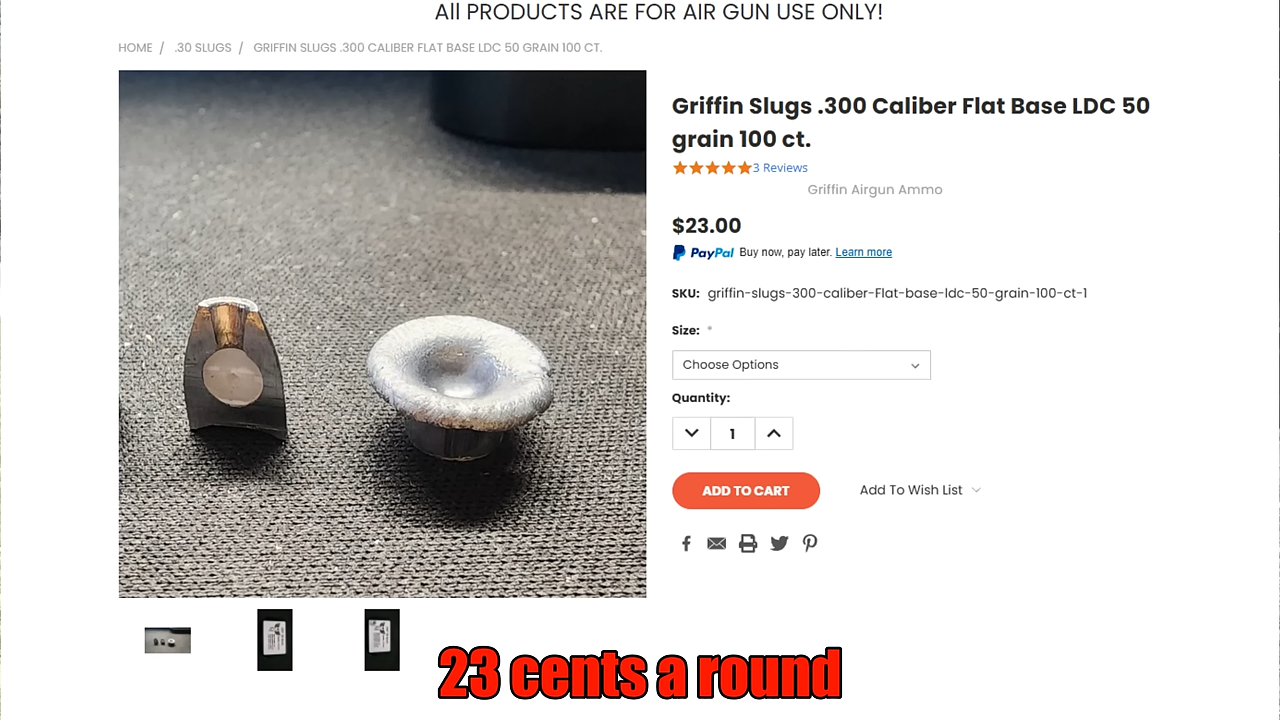 All PRODUCTS ARE FOR AIR GUN USE ONLY!
HOME / .30 SLUGS / GRIFFIN SLUGS .300 CALIBER FLAT BASE LDC 50 GRAIN 100 CT.
Griffin Slugs .300 Caliber Flat Base LDC 50
grain 100 ct.
3 Reviews
Griffin Airgun Ammo
$23.00
PayPal Buy now, pay later. Learn more
SKU: griffin-slugs-300-caliber-Flat-base-ldc-50-grain-100-ct-1
Size: *
Choose Options
Quantity:
1
ADD TO CART
Add To Wish List
23 cents a round